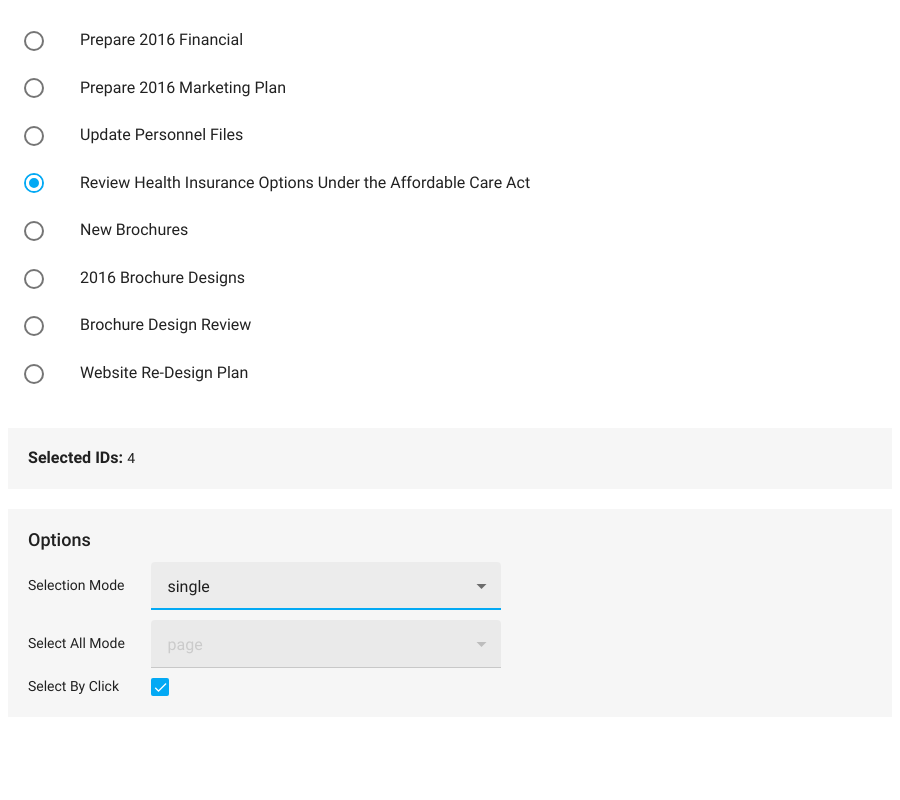 Prepare 2016 Financial
Prepare 2016 Marketing Plan
Update Personnel Files
Review Health Insurance Options Under the Affordable Care Act
New Brochures
2016 Brochure Designs
Brochure Design Review
Website Re-Design Plan
Selected IDs: 4
Options
Selection Mode single
Select All Mode page
Select By Click